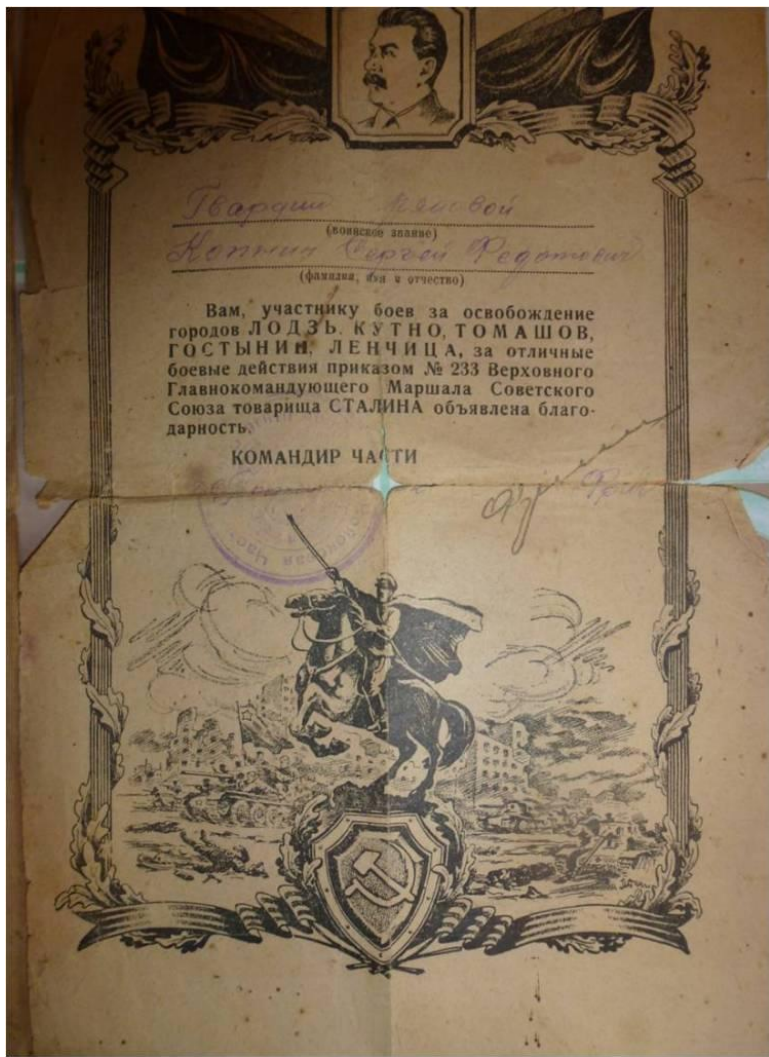 Гвардии рядовой
(воинское звание)
Сергей Федотович
(фамилия, имя и отчество)
Вам, участнику боев за освобождение
городов ЛОДЗЬ. КУТНО, ТОМАШОВ,
ГОСТЫНИН, ЛЕНЧИЦА, за отличные
боевые действия приказом № 233 Верховного
Главнокомандующего Маршала Советского
Союза товарища СТАЛИНА объявлена благо-
дарность.
КОМАНДИР ЧАСТИ